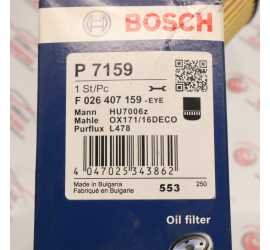 BOSCH
P 7159
1 St/Pc
F 026 407 159 -EYE
Mann HU7006z
Mahle OX171/16DECO
Purflux L478
4 047025 343862
Made in Bulgaria
Fabriqué en Bulgarie
553
250
Oil filter